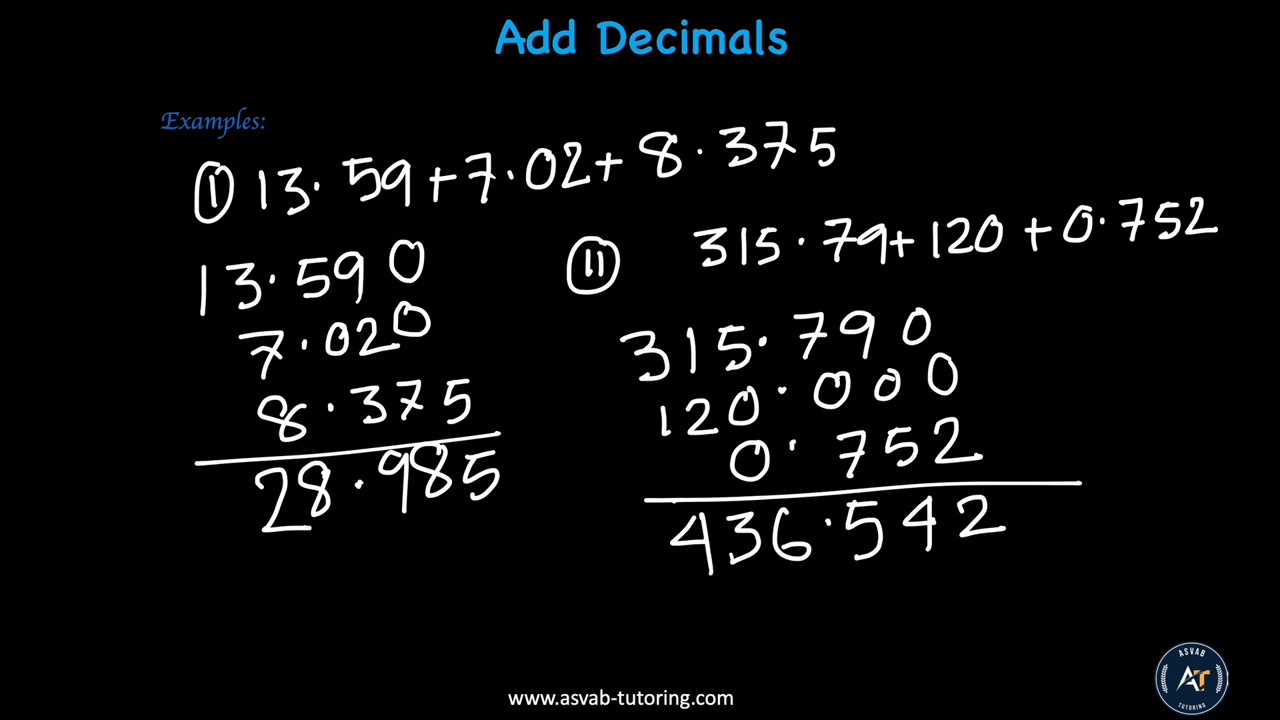 Add Decimals
Examples:
① 13.59+7.02+8.375
13.590
7.020
8.375
28.985
⑪ 315.79+120+0.752
315.790
120.000
0.752
436.542
www.asvab-tutoring.com
ASVAB
AT
TUTORING